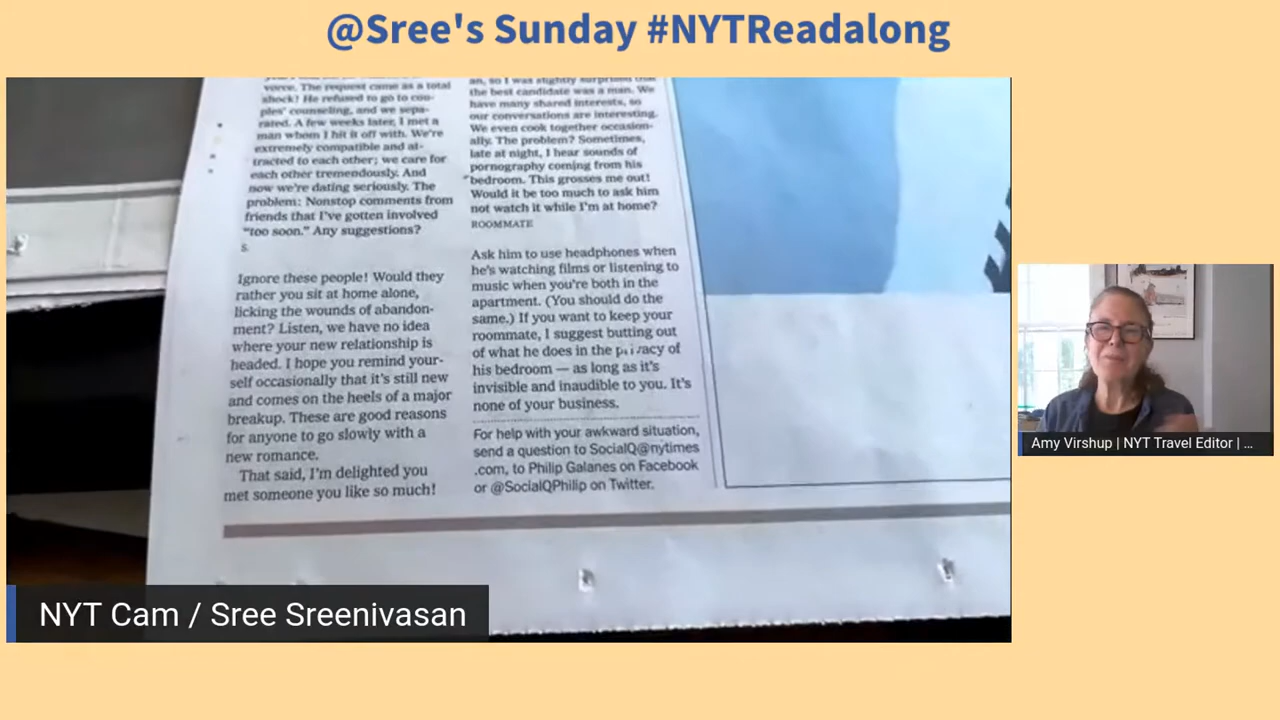 @Sree's Sunday #NYTReadalong
vorce. The request came as a total
shock! He refused to go to cou-
ples' counseling, and we sepa-
rated. A few weeks later, I met a
man whom I hit it off with. We're
extremely compatible and at-
tracted to each other; we care for
each other tremendously. And
now we're dating seriously. The
problem: Nonstop comments from
friends that I've gotten involved
“too soon.” Any suggestions?
S.
Ignore these people! Would they
rather you sit at home alone,
licking the wounds of abandon-
ment? Listen, we have no idea
where your new relationship is
headed. I hope you remind your-
self occasionally that it's still new
and comes on the heels of a major
breakup. These are good reasons
for anyone to go slowly with a
new romance.
That said, I'm delighted you
met someone you like so much!
an, so I was slightly surprised that
the best candidate was a man. We
have many shared interests, so
our conversations are interesting.
We even cook together occasion-
ally. The problem? Sometimes,
late at night, I hear sounds of
pornography coming from his
bedroom. This grosses me out!
Would it be too much to ask him
not watch it while I'm at home?
ROOMMATE
Ask him to use headphones when
he's watching films or listening to
music when you're both in the
apartment. (You should do the
same.) If you want to keep your
roommate, I suggest butting out
of what he does in the privacy of
his bedroom — as long as it's
invisible and inaudible to you. It's
none of your business.
For help with your awkward situation,
send a question to SocialQ@nytimes
.com, to Philip Galanes on Facebook
or @SocialQPhilip on Twitter.
NYT Cam / Sree Sreenivasan
Amy Virshup | NYT Travel Editor | ...